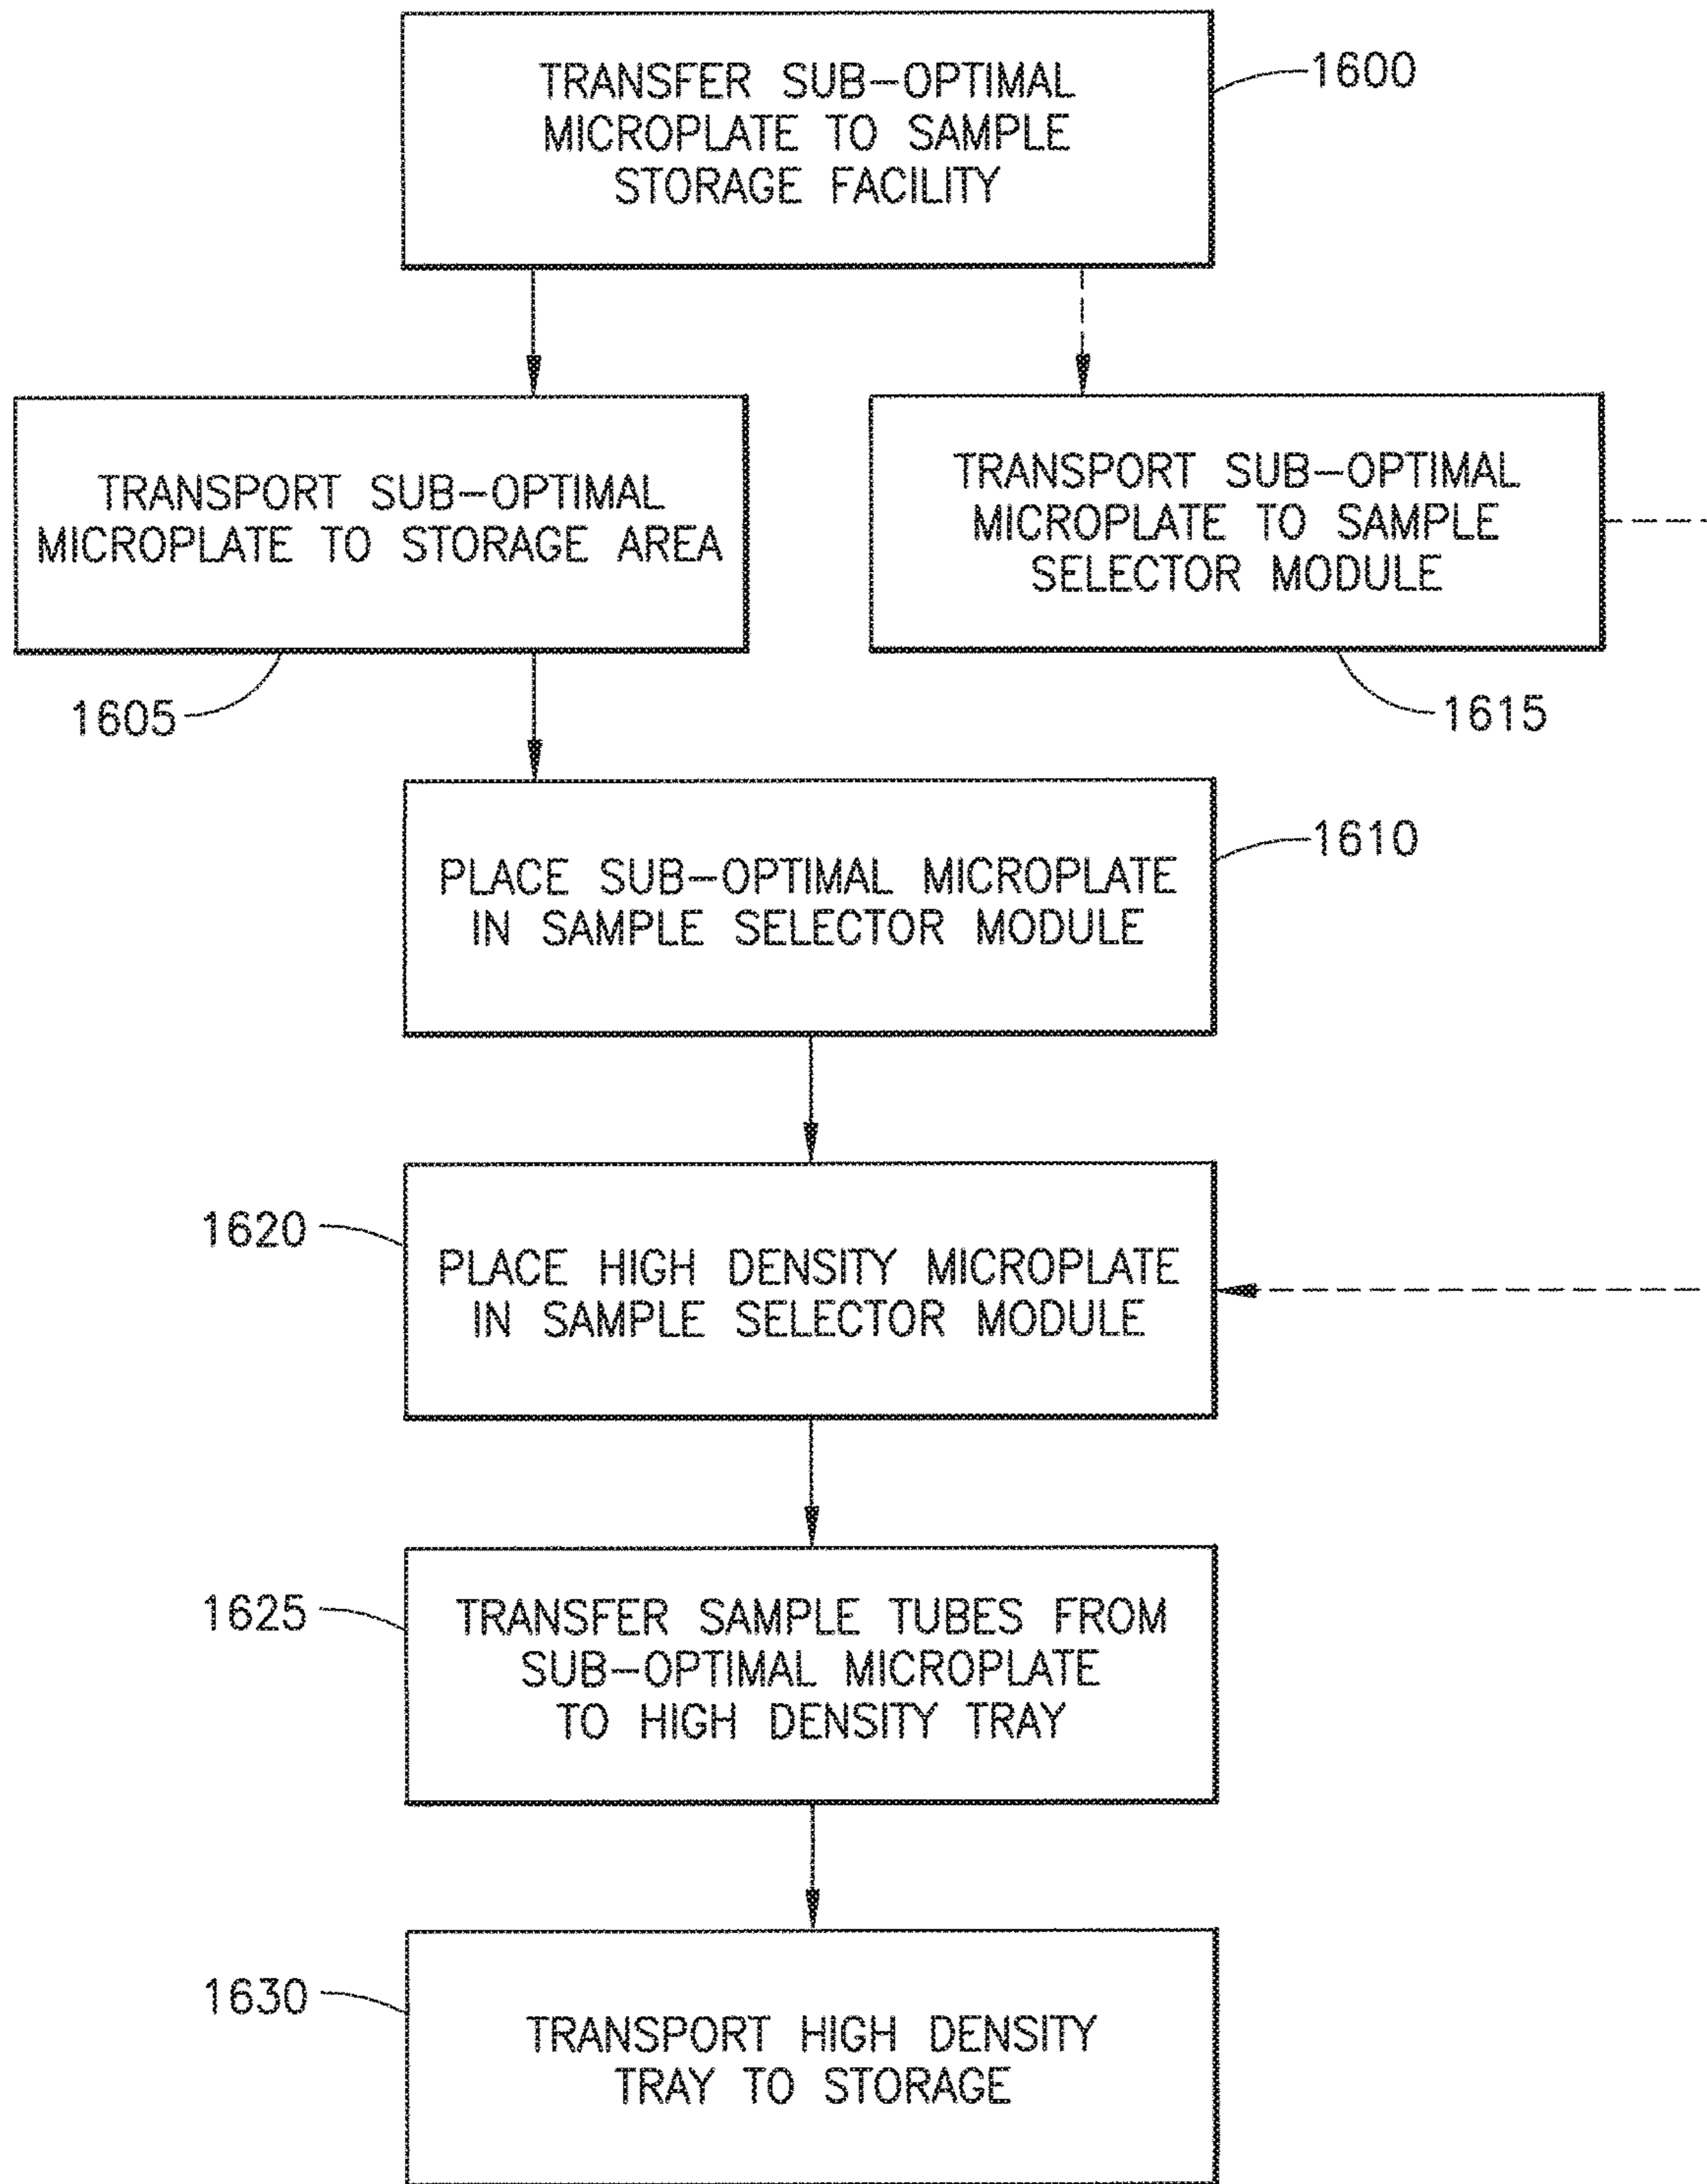 TRANSFER SUB-OPTIMAL
MICROPLATE TO SAMPLE
STORAGE FACILITY
1600
TRANSPORT SUB-OPTIMAL
MICROPLATE TO STORAGE AREA
1605
TRANSPORT SUB-OPTIMAL
MICROPLATE TO SAMPLE
SELECTOR MODULE
1615
PLACE SUB-OPTIMAL MICROPLATE
IN SAMPLE SELECTOR MODULE
1610
1620
PLACE HIGH DENSITY MICROPLATE
IN SAMPLE SELECTOR MODULE
1625
TRANSFER SAMPLE TUBES FROM
SUB-OPTIMAL MICROPLATE
TO HIGH DENSITY TRAY
1630
TRANSPORT HIGH DENSITY
TRAY TO STORAGE